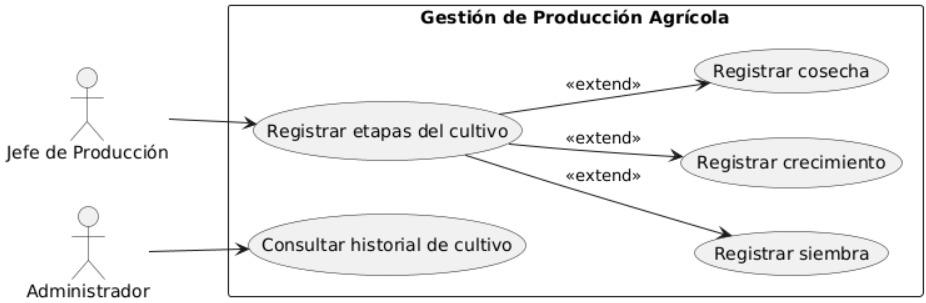 Gestión de Producción Agrícola
Registrar cosecha
«extend»
Registrar etapas del cultivo
«extend»
Jefe de Producción
Registrar crecimiento
«extend»
Consultar historial de cultivo
Registrar siembra
Administrador